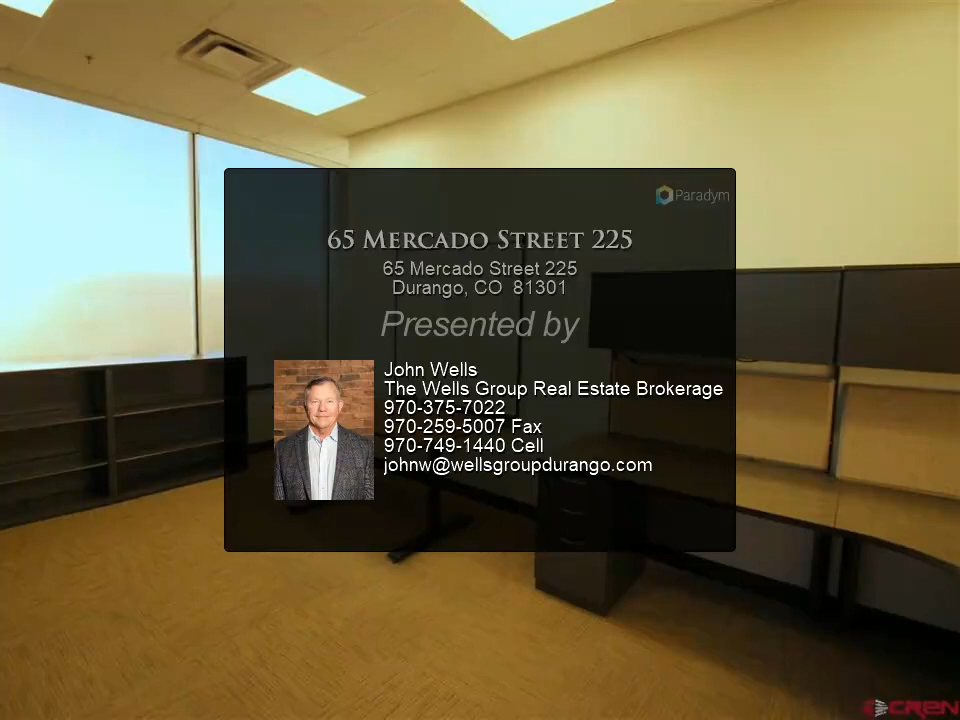 Paradym
65 Mercado Street 225
65 Mercado Street 225
Durango, CO  81301
Presented by
John Wells
The Wells Group Real Estate Brokerage
970-375-7022
970-259-5007 Fax
970-749-1440 Cell
johnw@wellsgroupdurango.com
CREN